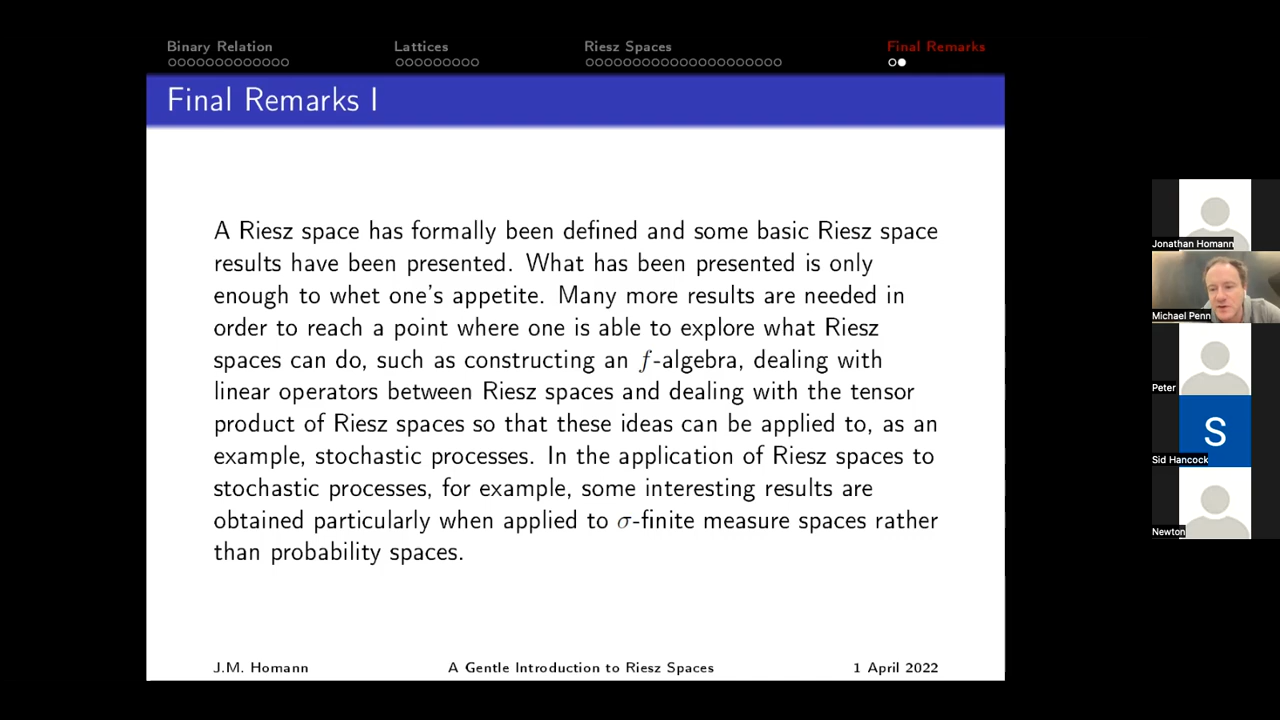 Binary Relation
Lattices
Riesz Spaces
Final Remarks
Final Remarks I
A Riesz space has formally been defined and some basic Riesz space
results have been presented. What has been presented is only
enough to whet one's appetite. Many more results are needed in
order to reach a point where one is able to explore what Riesz
spaces can do, such as constructing an f-algebra, dealing with
linear operators between Riesz spaces and dealing with the tensor
product of Riesz spaces so that these ideas can be applied to, as an
example, stochastic processes. In the application of Riesz spaces to
stochastic processes, for example, some interesting results are
obtained particularly when applied to σ-finite measure spaces rather
than probability spaces.
J.M. Homann
A Gentle Introduction to Riesz Spaces
1 April 2022
Jonathan Homann
Michael Penn
Peter
S
Sid Hancock
Newton